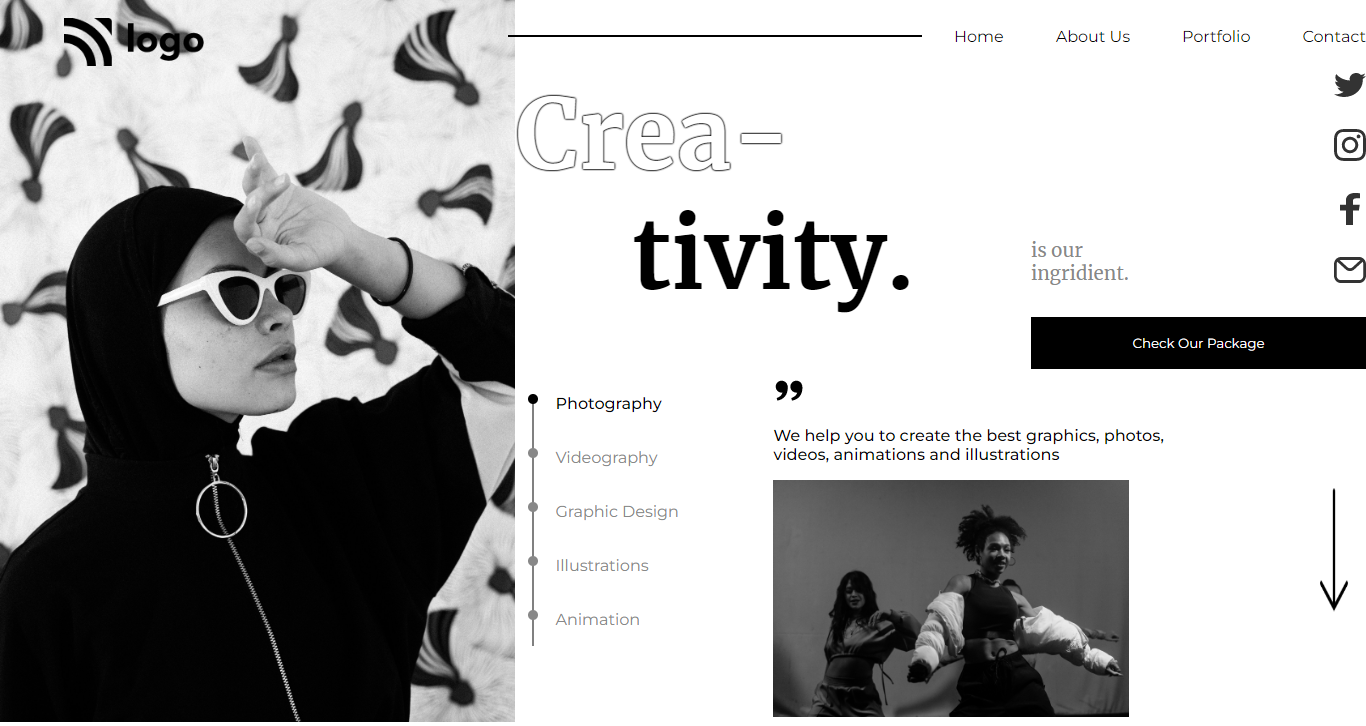 logo
Home About Us Portfolio Contact
Crea-
tivity.
is our
ingridient.
Check Our Package
Photography
Videography
Graphic Design
Illustrations
Animation
”
We help you to create the best graphics, photos,
videos, animations and illustrations